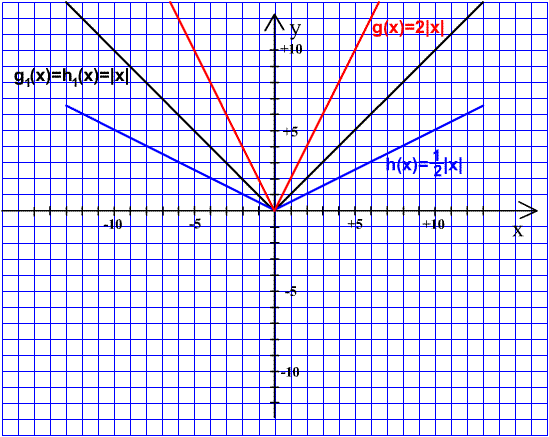 y
g(x)=2|x|
+10
g₁(x)=h₁(x)=|x|
+5
h(x)=½|x|
-10 -5 +5 +10
x
-5
-10